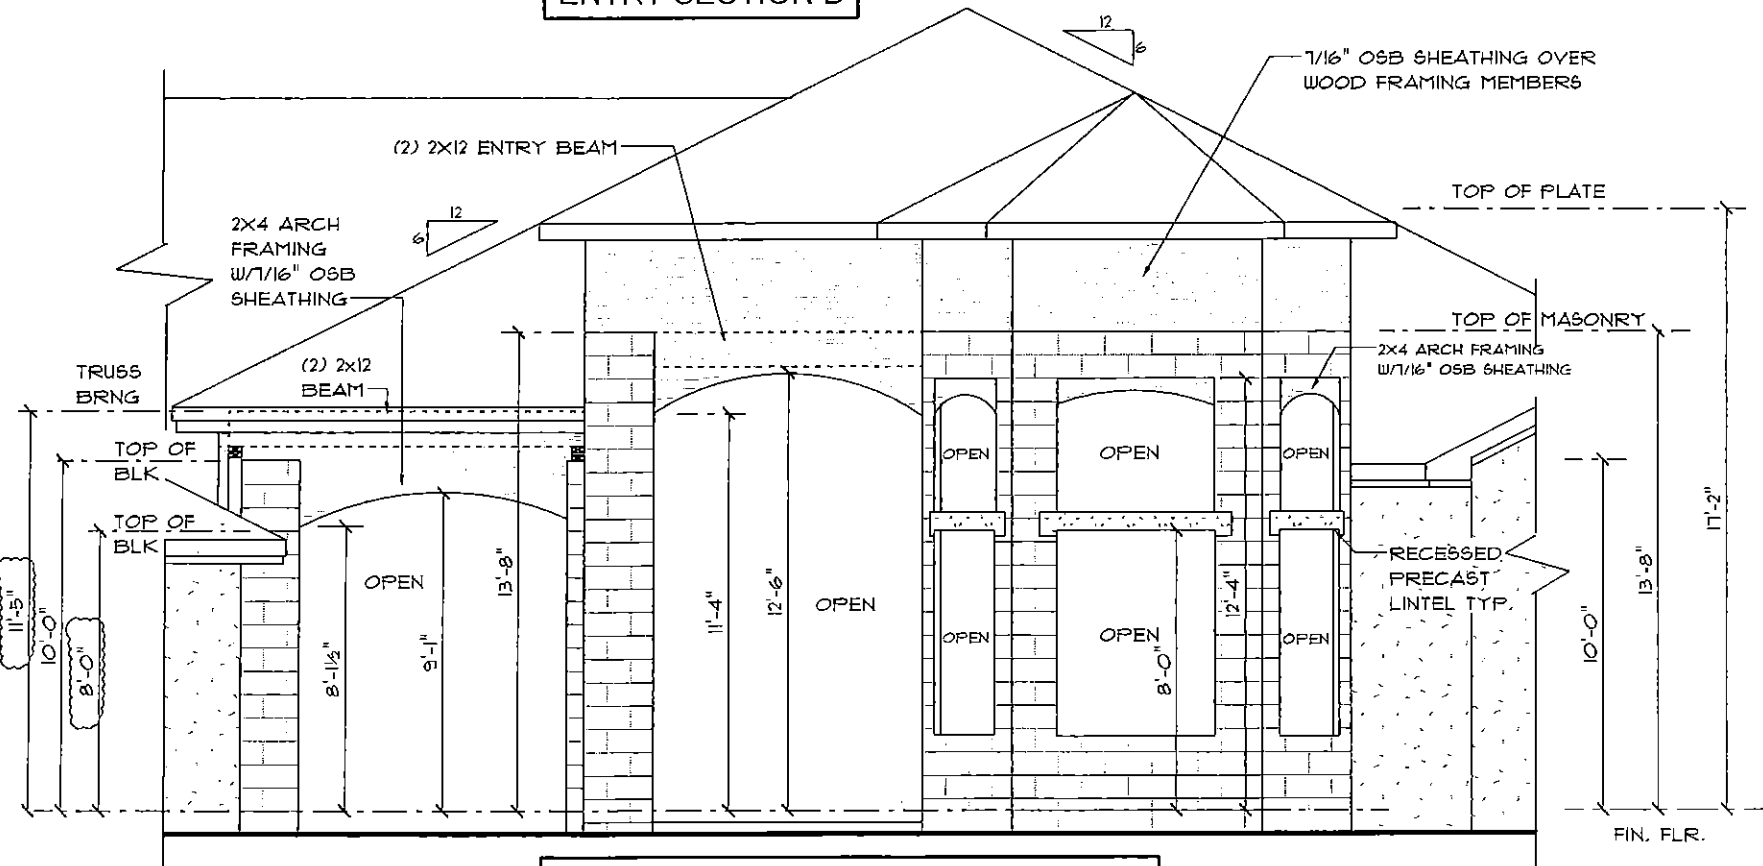 ENTRY SECTION B
12
6
7/16" OSB SHEATHING OVER
WOOD FRAMING MEMBERS
(2) 2X12 ENTRY BEAM
TOP OF PLATE
2X4 ARCH
FRAMING
W/7/16" OSB
SHEATHING
12
6
TOP OF MASONRY
2X4 ARCH FRAMING
W/7/16" OSB SHEATHING
TRUSS
BRNG
(2) 2x12
BEAM
TOP OF
BLK
TOP OF
BLK
OPEN
OPEN
OPEN
OPEN
OPEN
OPEN
OPEN
OPEN
RECESSED
PRECAST
LINTEL TYP.
11'-5"
10'-0"
8'-0"
8'-1½"
9'-1"
13'-8"
11'-4"
12'-6"
8'-0"
12'-4"
10'-0"
13'-8"
17'-2"
FIN. FLR.